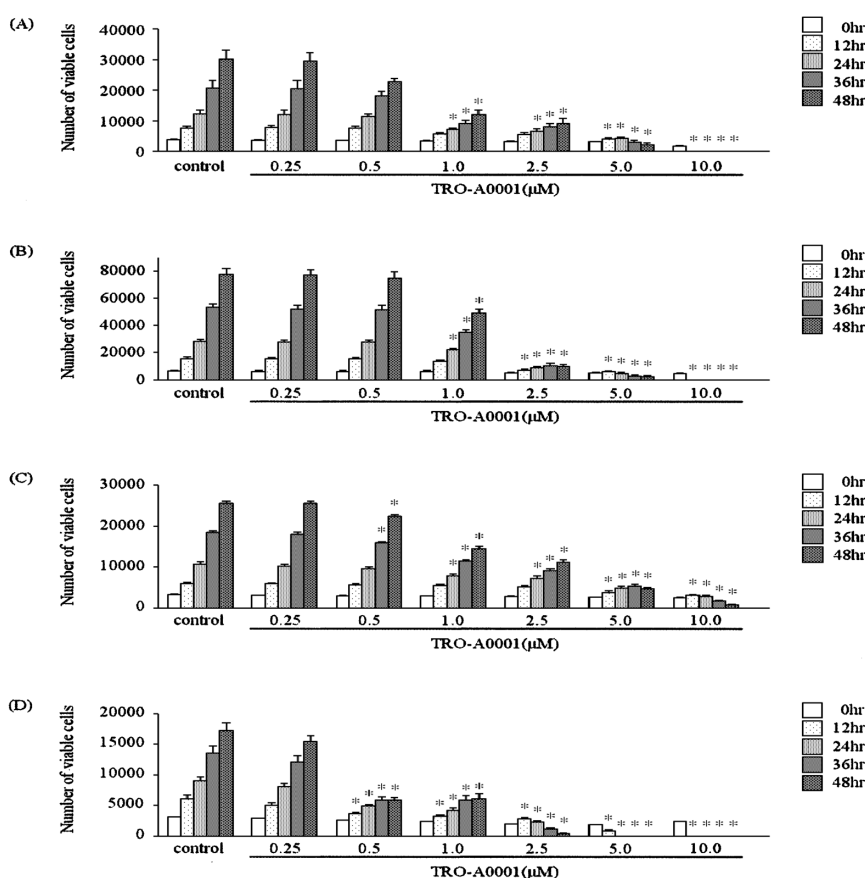 (A)
Number of viable cells
40000
30000
20000
10000
0
* * *
* * *
* * * *
* * * *
control 0.25 0.5 1.0 2.5 5.0 10.0
TRO-A0001(μM)
0hr
12hr
24hr
36hr
48hr
(B)
Number of viable cells
80000
60000
40000
20000
0
* * *
* * * *
* * * *
* * * *
control 0.25 0.5 1.0 2.5 5.0 10.0
TRO-A0001(μM)
0hr
12hr
24hr
36hr
48hr
(C)
Number of viable cells
30000
20000
10000
0
* *
* * *
* * *
* * * *
* * * *
control 0.25 0.5 1.0 2.5 5.0 10.0
TRO-A0001(μM)
0hr
12hr
24hr
36hr
48hr
(D)
Number of viable cells
20000
15000
10000
5000
0
* * * *
* * * *
* * * *
* * * *
* * * *
control 0.25 0.5 1.0 2.5 5.0 10.0
TRO-A0001(μM)
0hr
12hr
24hr
36hr
48hr